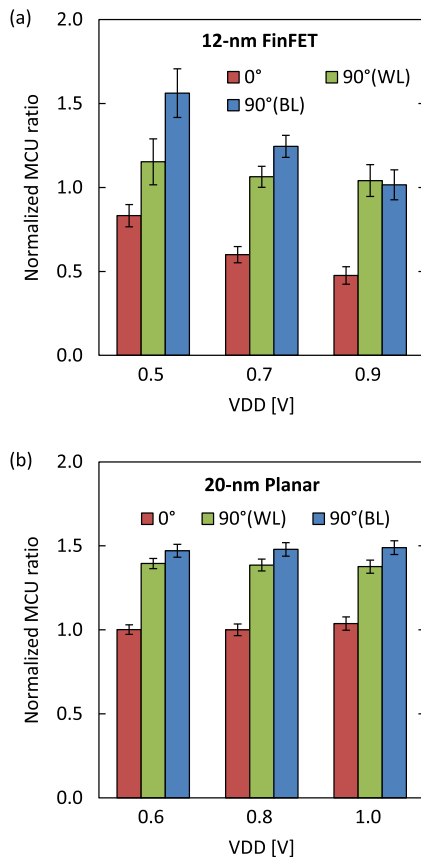 (a)
12-nm FinFET
0° 90°(WL)
90°(BL)
Normalized MCU ratio
2.0
1.5
1.0
0.5
0.0
0.5 0.7 0.9
VDD [V]
(b)
20-nm Planar
0° 90°(WL) 90°(BL)
Normalized MCU ratio
2.0
1.5
1.0
0.5
0.0
0.6 0.8 1.0
VDD [V]